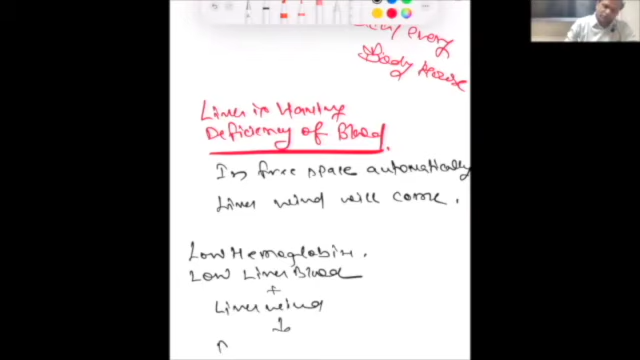 every
Body
Liver is Having
Deficiency of Blood.
In free space automatically
Liver wind will come.
Low Hemoglobin.
Low Liver Blood
+
Liver wind
↓